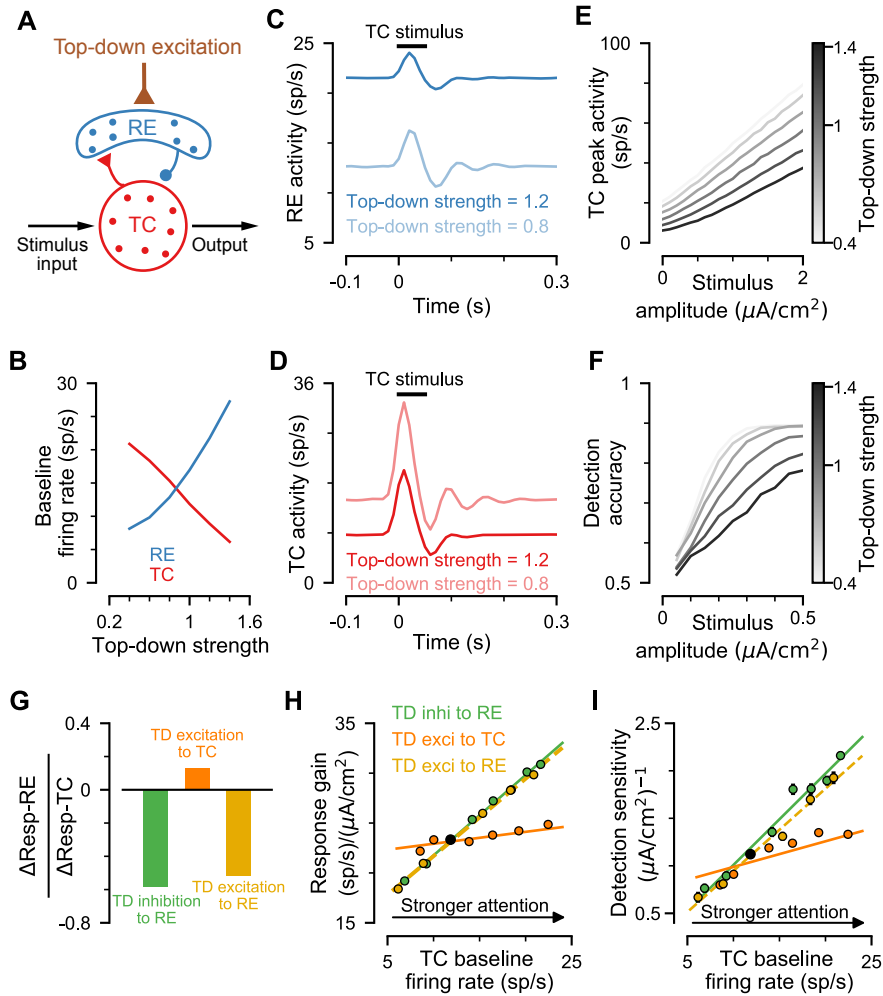 A
Top-down excitation
RE
TC
Stimulus
input
Output
B
30
Baseline
firing rate (sp/s)
0
RE
TC
0.2
1
1.6
Top-down strength
C
TC stimulus
25
RE activity (sp/s)
5
Top-down strength = 1.2
Top-down strength = 0.8
-0.1
0
0.3
Time (s)
D
TC stimulus
36
TC activity (sp/s)
0
Top-down strength = 1.2
Top-down strength = 0.8
-0.1
0
0.3
Time (s)
E
100
TC peak activity
(sp/s)
0
0
Stimulus
2
amplitude (μA/cm²)
1.4
1
0.4
Top-down strength
F
1
Detection
accuracy
0.5
0
Stimulus
0.5
amplitude (μA/cm²)
1.4
1
0.4
Top-down strength
G
0.4
0
-0.8
ΔResp-RE
ΔResp-TC
TD excitation
to TC
TD inhibition
to RE
TD excitation
to RE
H
35
Response gain
(sp/s)/(μA/cm²)
15
TD inhi to RE
TD exci to TC
TD exci to RE
Stronger attention
5
25
TC baseline
firing rate (sp/s)
I
2.5
Detection sensitivity
(μA/cm²)⁻¹
0.5
Stronger attention
5
25
TC baseline
firing rate (sp/s)